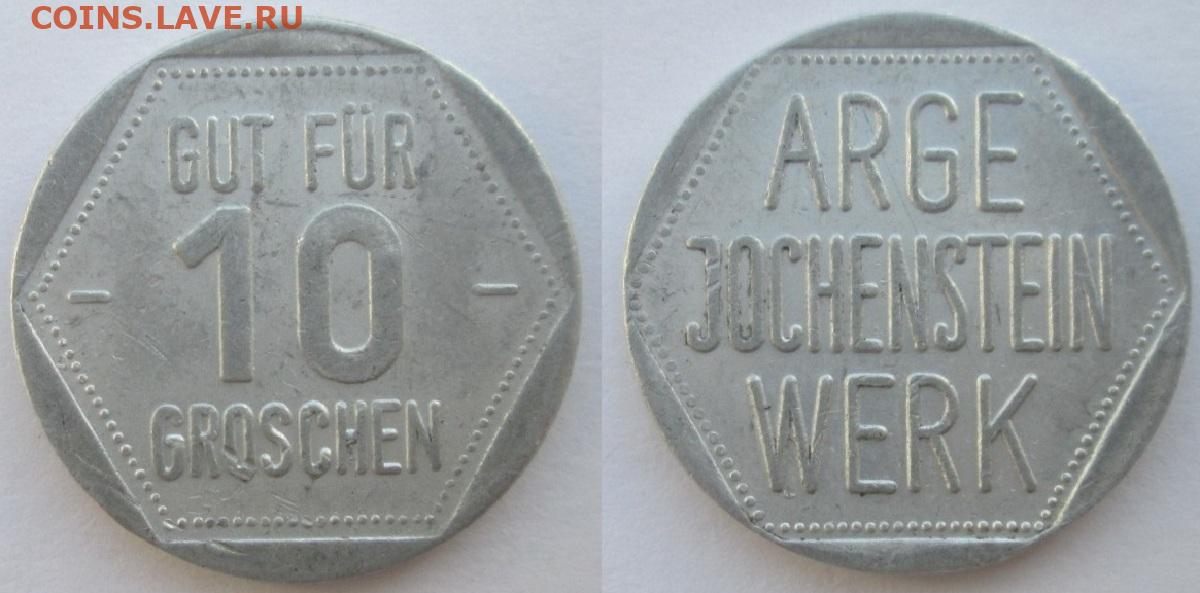 COINS.LAVE.RU
GUT FÜR
- 10 -
GROSCHEN
ARGE
JOCHENSTEIN
WERK